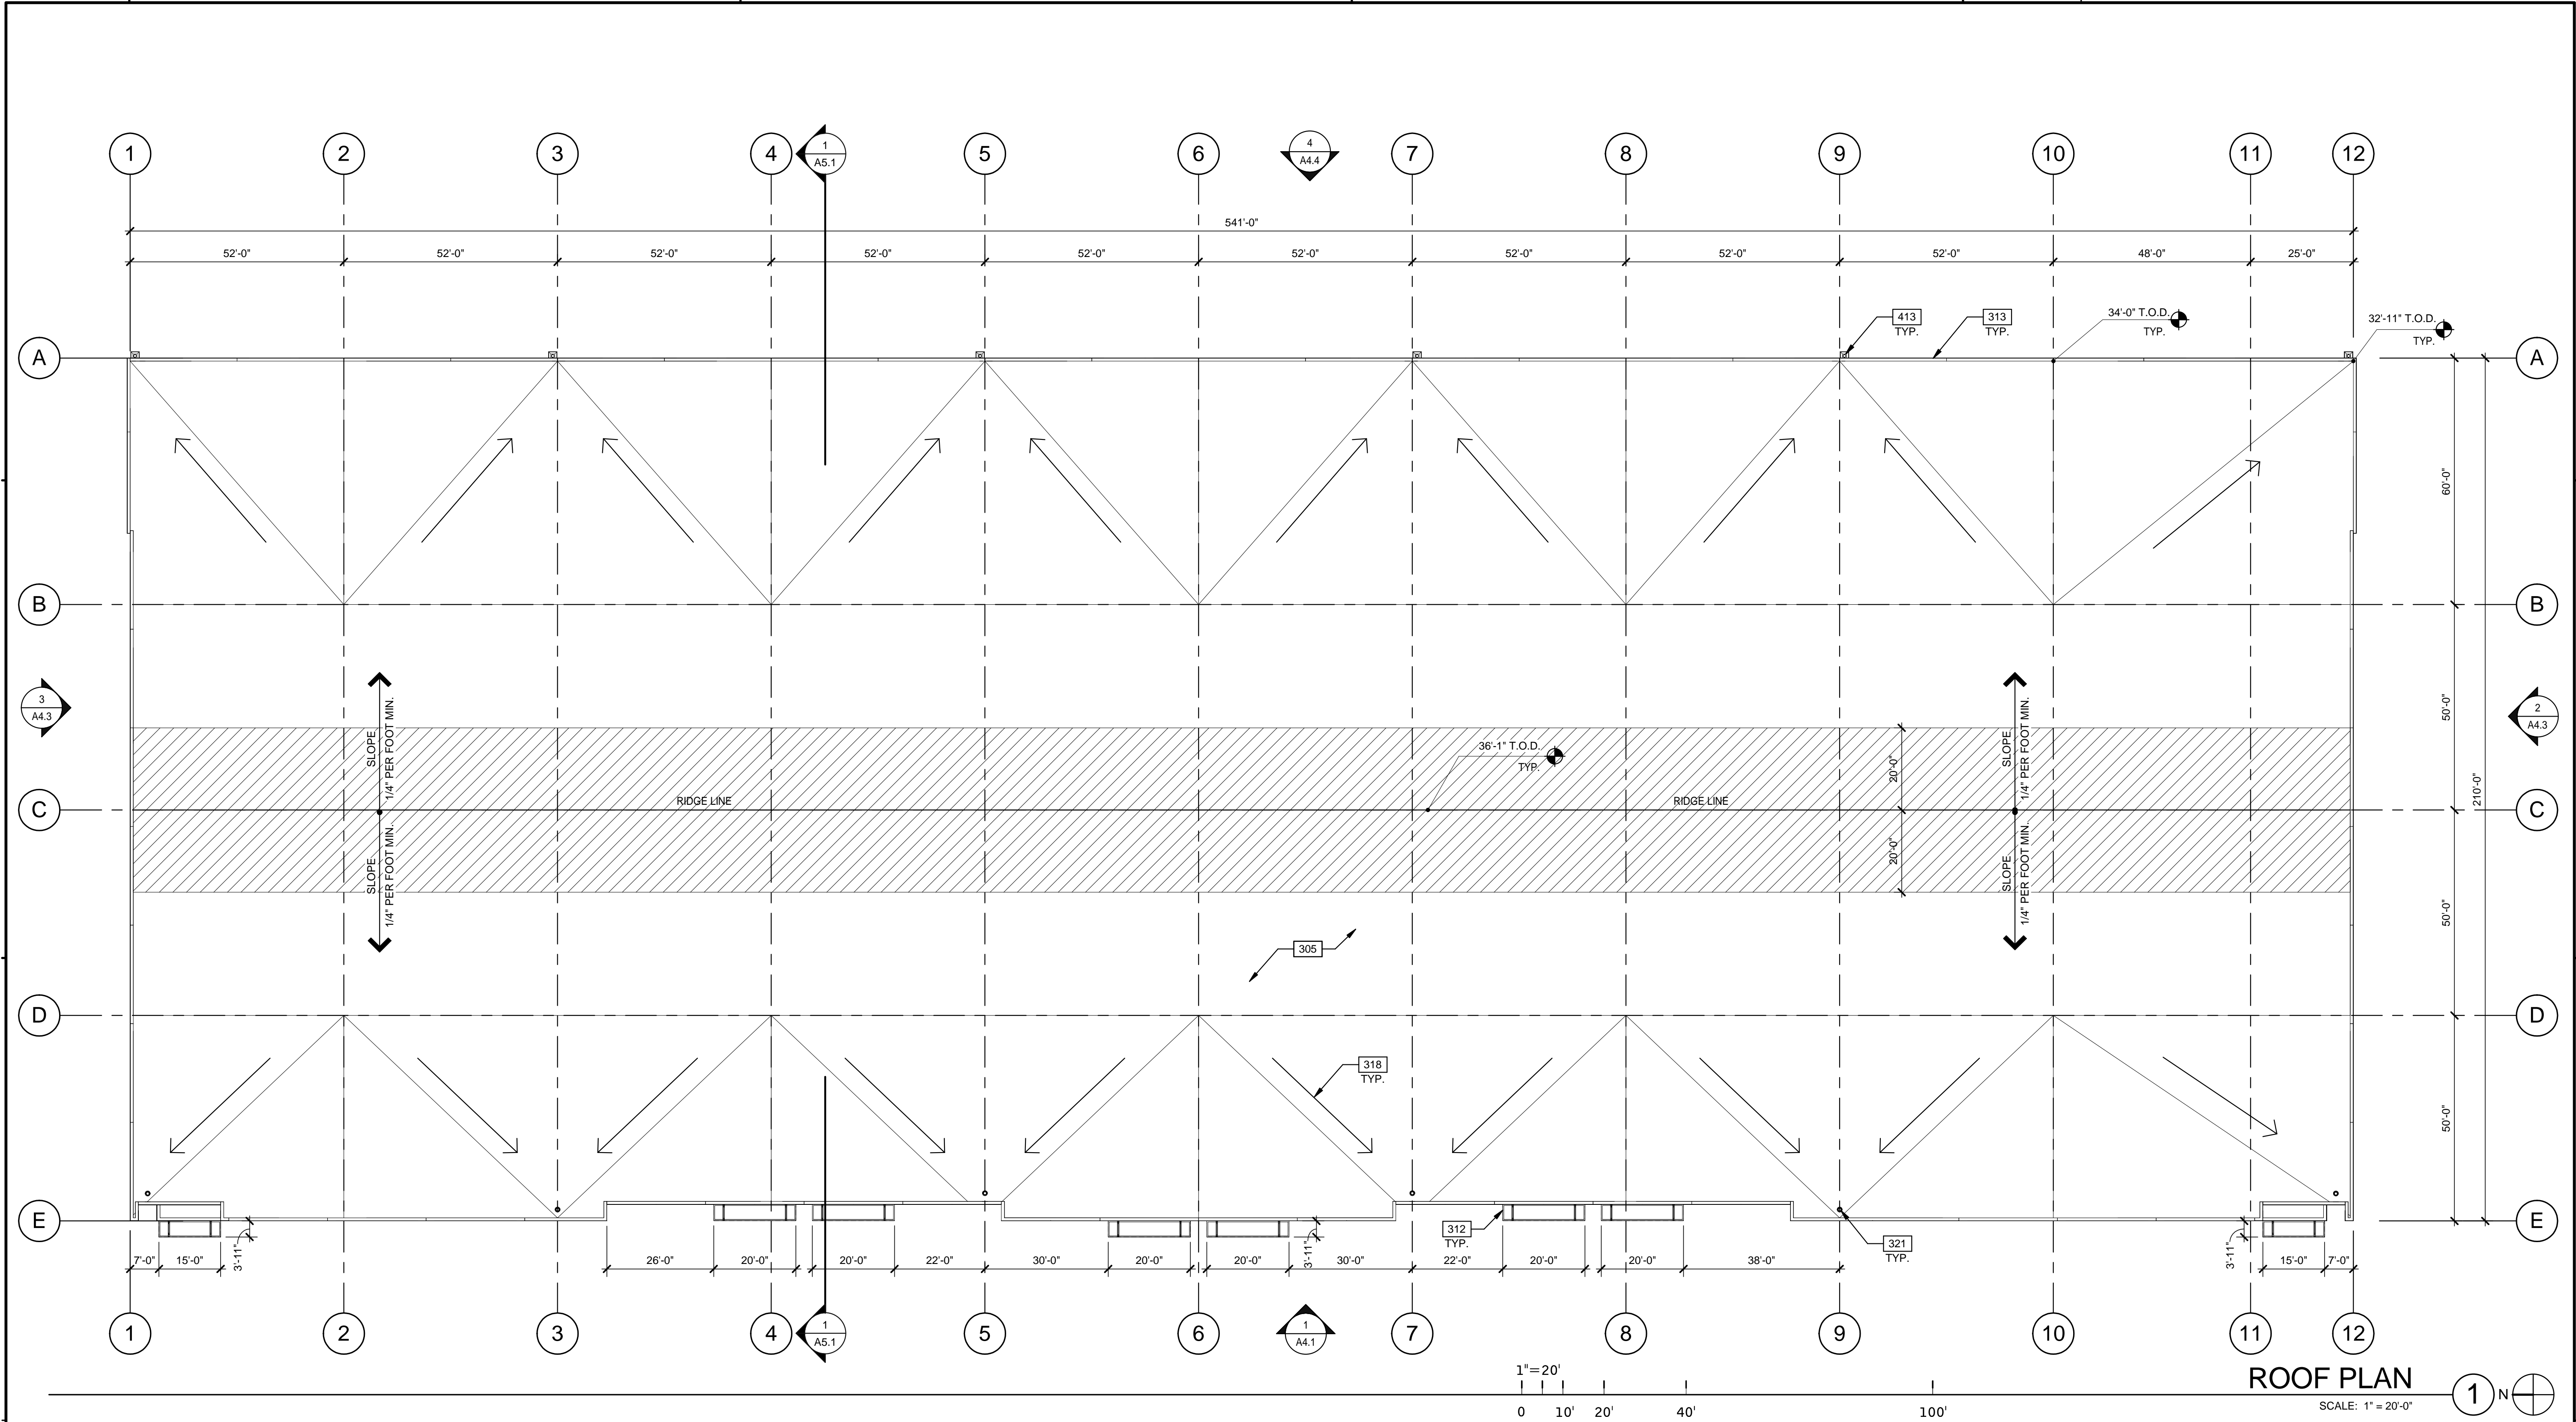 1 2 3 4 5 6 7 8 9 10 11 12
1
A5.1
4
A4.4
541'-0"
52'-0" 52'-0" 52'-0" 52'-0" 52'-0" 52'-0" 52'-0" 52'-0" 52'-0" 48'-0" 25'-0"
413
TYP.
313
TYP.
34'-0" T.O.D.
TYP.
32'-11" T.O.D.
TYP.
A A
60'-0"
B B
3
A4.3
SLOPE
1/4" PER FOOT MIN.
SLOPE
1/4" PER FOOT MIN.
50'-0"
2
A4.3
36'-1" T.O.D.
TYP.
20'-0"
210'-0"
C RIDGE LINE RIDGE LINE C
SLOPE
1/4" PER FOOT MIN.
20'-0"
SLOPE
1/4" PER FOOT MIN.
50'-0"
305
D D
318
TYP.
50'-0"
E E
312
TYP.
321
TYP.
7'-0" 15'-0" 3'-11" 26'-0" 20'-0" 20'-0" 22'-0" 30'-0" 20'-0" 20'-0" 3'-11" 30'-0" 22'-0" 20'-0" 20'-0" 38'-0" 3'-11" 15'-0" 7'-0"
1 2 3 4 5 6 7 8 9 10 11 12
1
A5.1
1
A4.1
1"=20'
0 10' 20' 40' 100'
ROOF PLAN
SCALE: 1" = 20'-0"
1 N